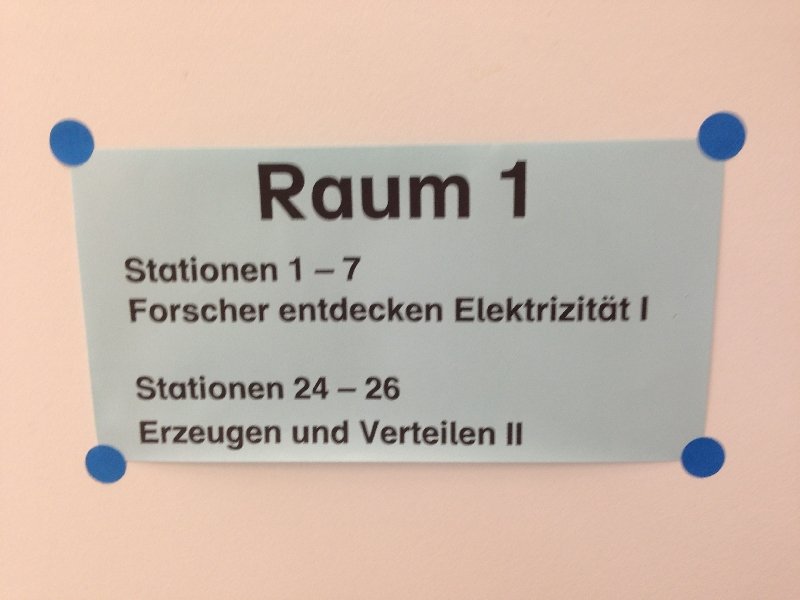 Raum 1
Stationen 1 – 7
Forscher entdecken Elektrizität I
Stationen 24 – 26
Erzeugen und Verteilen II